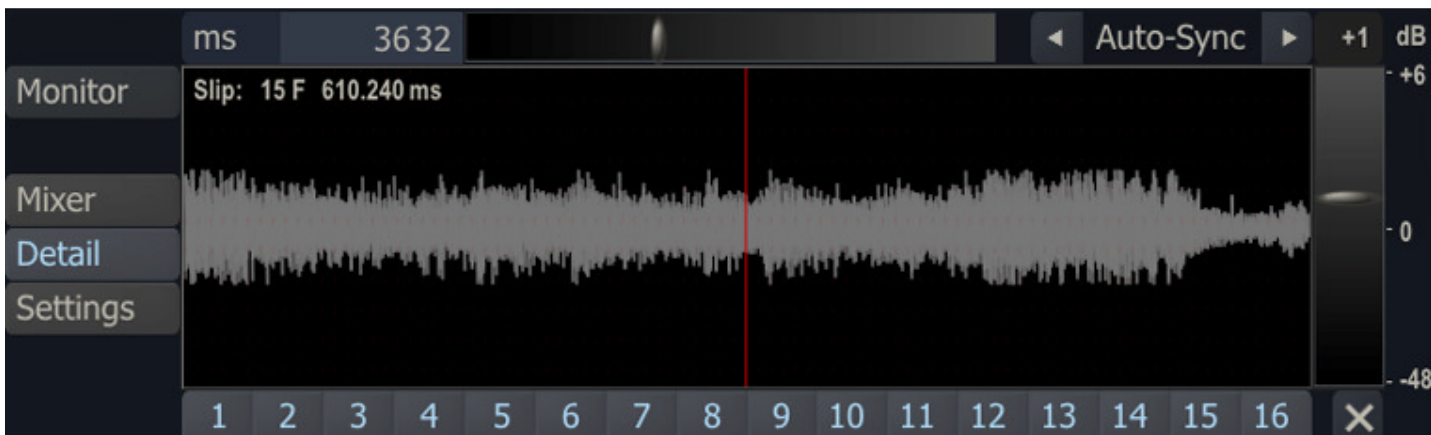 ms 3632 Auto-Sync +1 dB
Monitor Slip: 15 F 610.240 ms +6
Mixer
Detail 0
Settings
-48
1 2 3 4 5 6 7 8 9 10 11 12 13 14 15 16 X